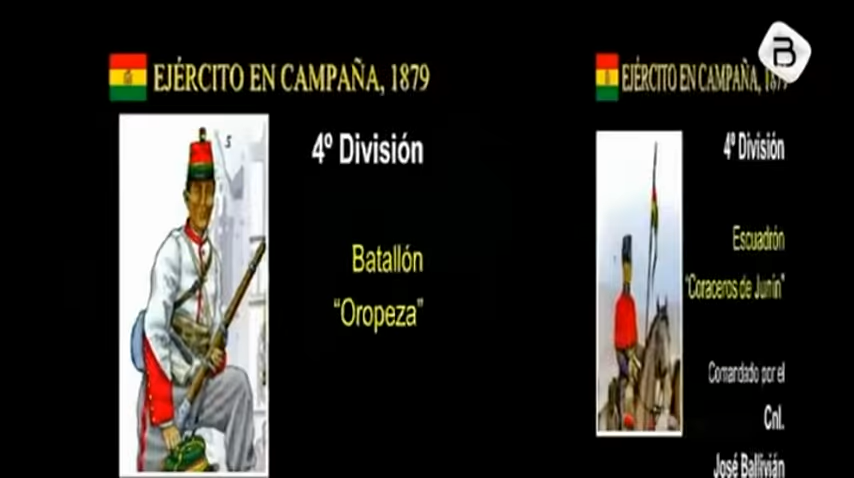 EJÉRCITO EN CAMPAÑA, 1879
4º División
Batallón
"Oropeza"
EJÉRCITO EN CAMPAÑA, 1879
4º División
Escuadrón
"Coraceros de Junín"
Comandado por el
Cnl.
José Ballivián
B
5